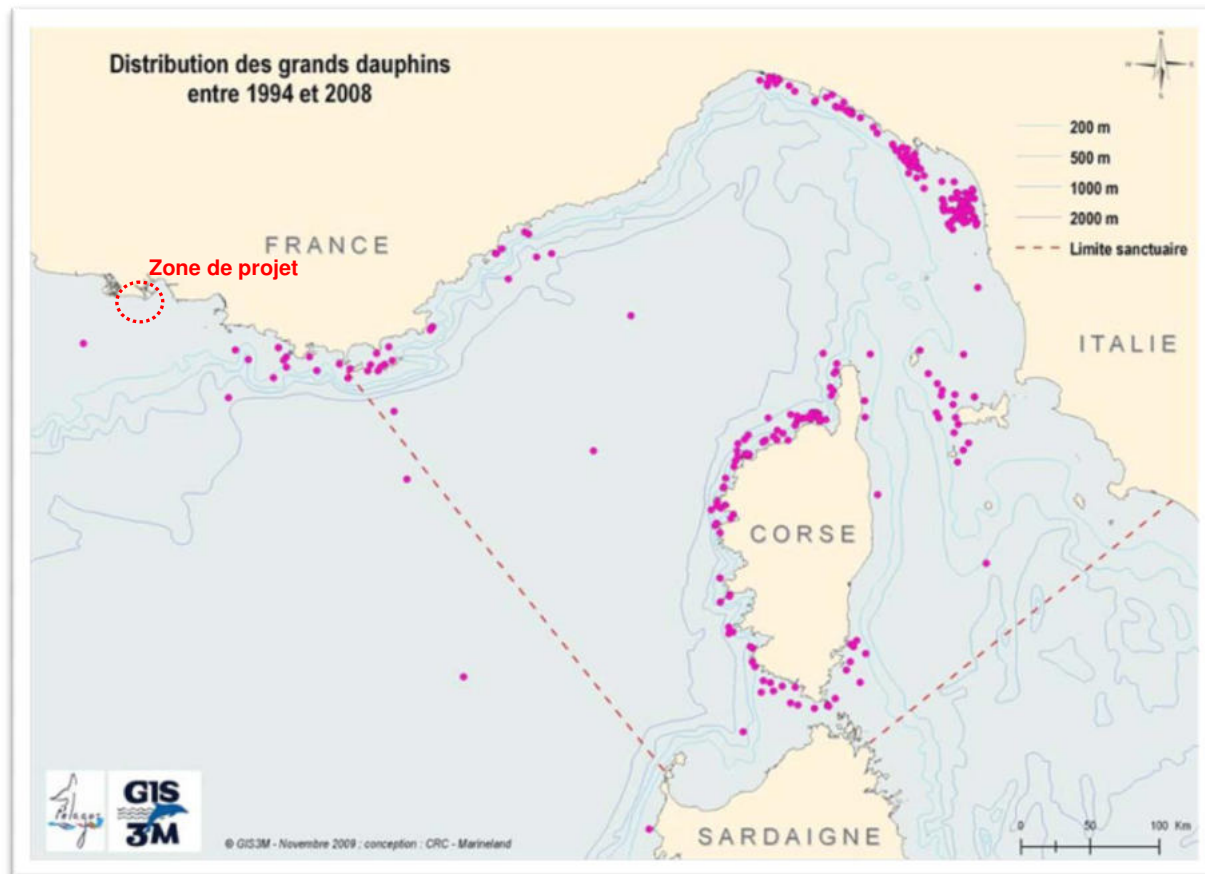 Distribution des grands dauphins
entre 1994 et 2008
N
W E
S
200 m
500 m
1000 m
2000 m
Limite sanctuaire
FRANCE
Zone de projet
ITALIE
CORSE
SARDAIGNE
Pelagos
GIS
3M
© GIS3M - Novembre 2009 ; conception : CRC - Marineland
0 50 100 Km